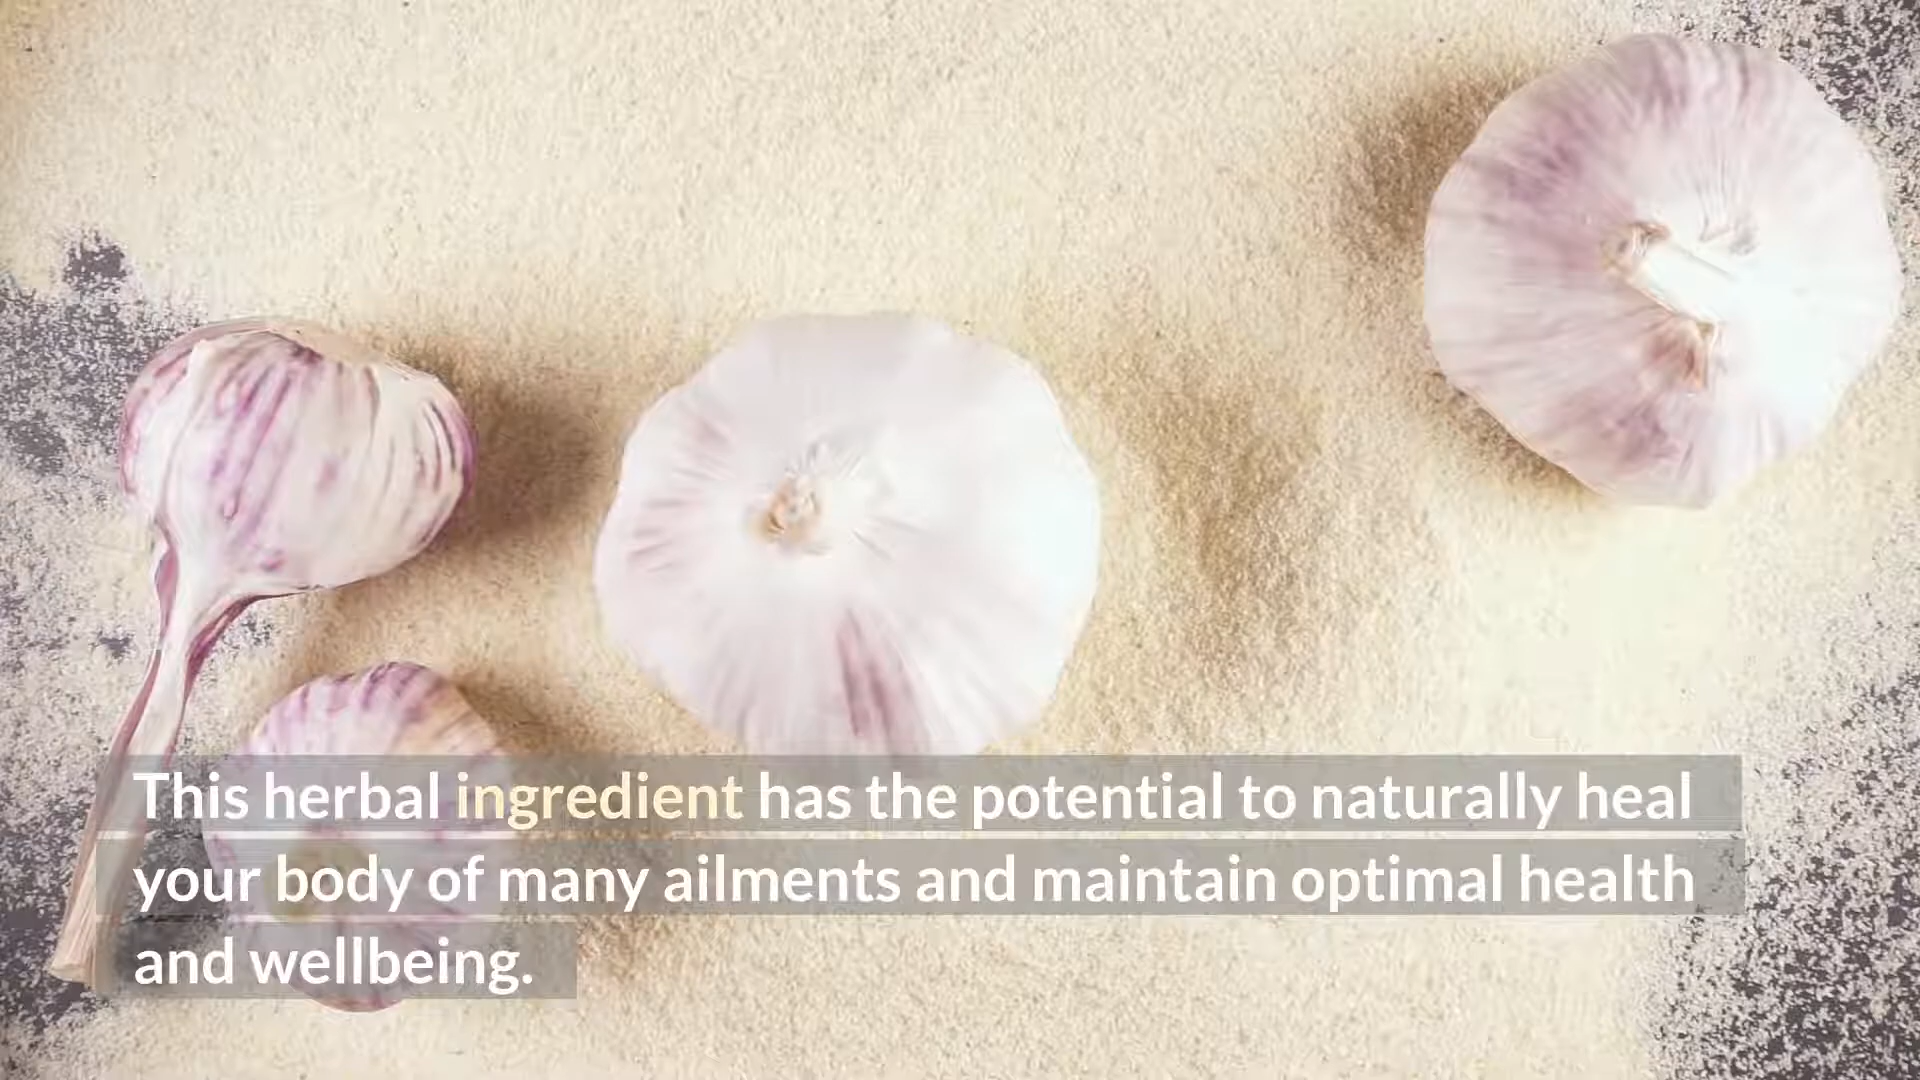 This herbal ingredient has the potential to naturally heal
your body of many ailments and maintain optimal health
and wellbeing.